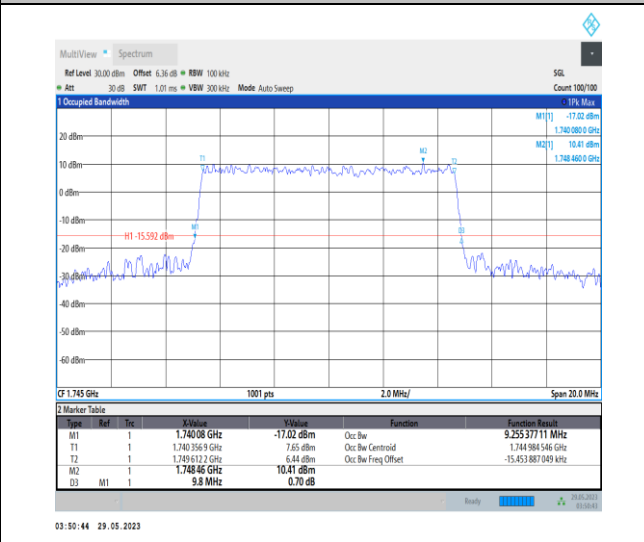 MultiView Spectrum
Ref Level 30.00 dBm Offset 6.36 dB RBW 100 kHz SGL
Att 30 dB SWT 1.01 ms VBW 300 kHz Mode Auto Sweep Count 100/100
1 Occupied Bandwidth 1Pk Max
M1[1] -17.02 dBm
1.740 080 0 GHz
M2[1] 10.41 dBm
1.748 460 0 GHz
20 dBm
M2
T1 T2
10 dBm
0 dBm
-10 dBm
M1 D3
H1 -15.592 dBm
-20 dBm
-30 dBm
-40 dBm
-50 dBm
-60 dBm
CF 1.745 GHz 1001 pts 2.0 MHz/ Span 20.0 MHz
2 Marker Table
Type Ref Trc X-Value Y-Value Function Function Result
M1 1 1.740 08 GHz -17.02 dBm Occ Bw 9.255 377 11 MHz
T1 1 1.740 356 9 GHz 7.65 dBm Occ Bw Centroid 1.744 984 546 GHz
T2 1 1.749 612 2 GHz 6.44 dBm Occ Bw Freq Offset -15.453 887 049 kHz
M2 1 1.748 46 GHz 10.41 dBm
D3 M1 1 9.8 MHz 0.70 dB
Ready 29.05.2023
03:50:43
03:50:44 29.05.2023